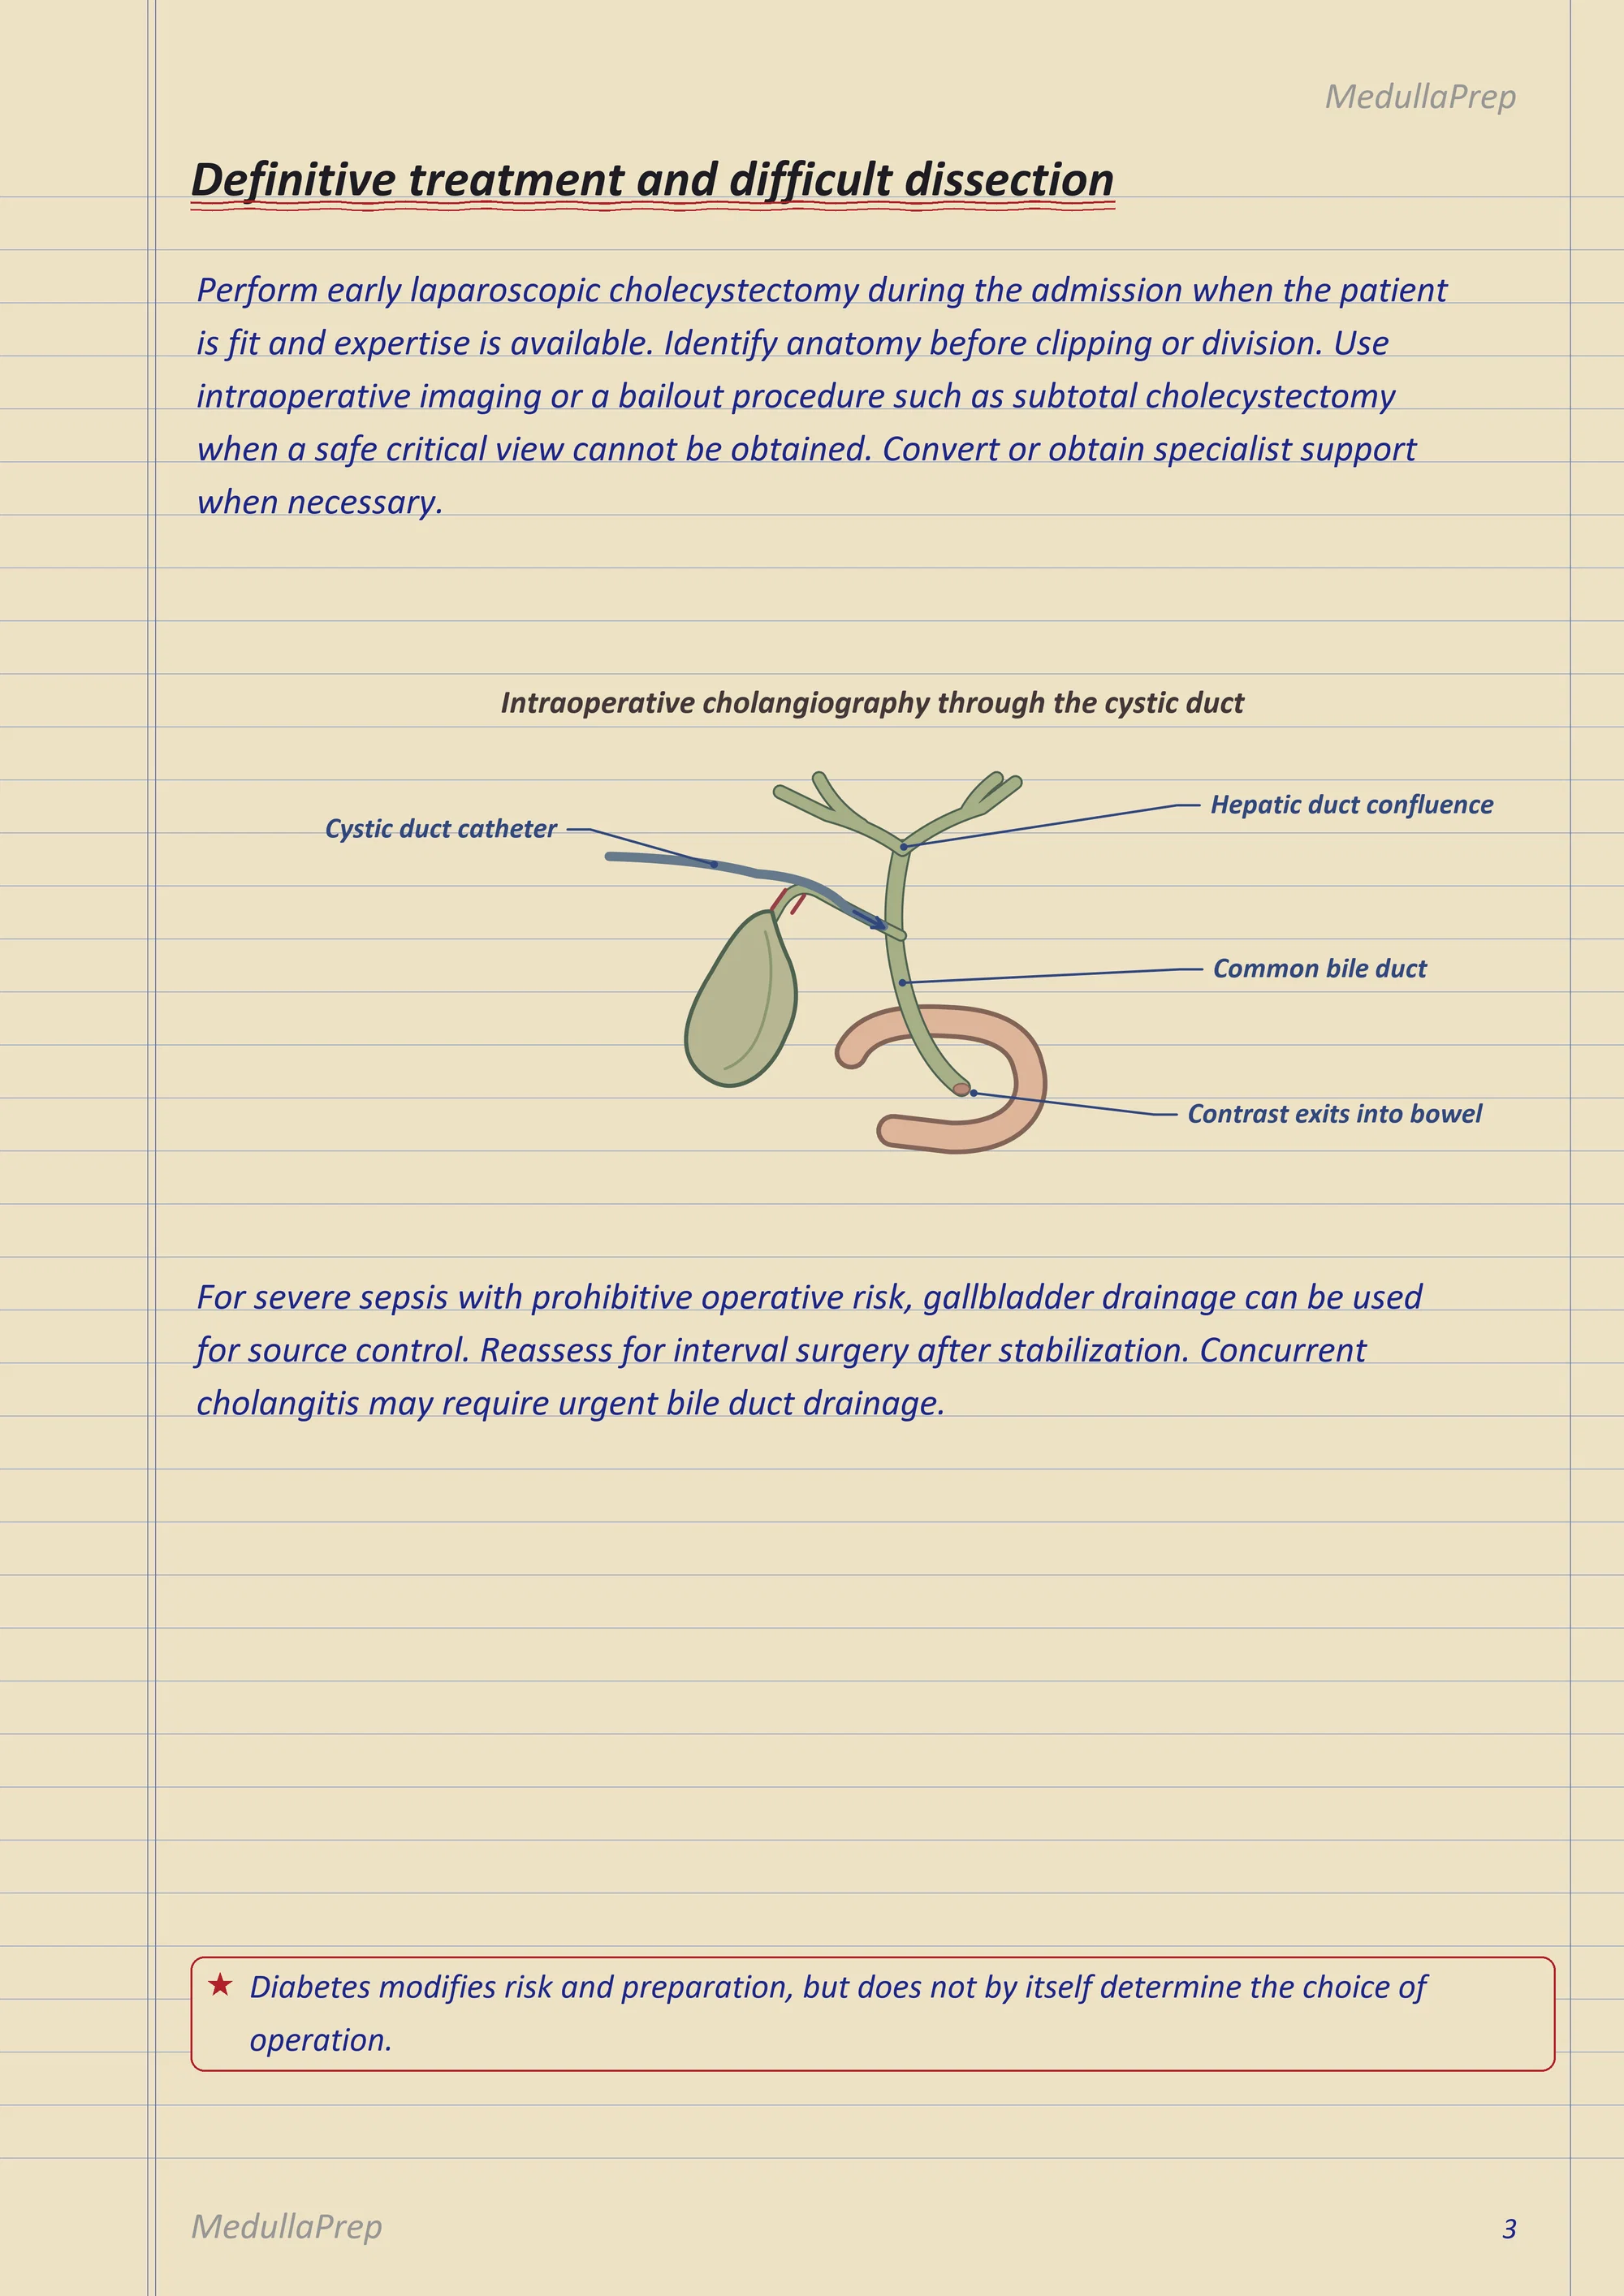 MedullaPrep
Definitive treatment and difficult dissection
Perform early laparoscopic cholecystectomy during the admission when the patient
is fit and expertise is available. Identify anatomy before clipping or division. Use
intraoperative imaging or a bailout procedure such as subtotal cholecystectomy
when a safe critical view cannot be obtained. Convert or obtain specialist support
when necessary.
Intraoperative cholangiography through the cystic duct
Hepatic duct confluence
Cystic duct catheter
Common bile duct
Contrast exits into bowel
For severe sepsis with prohibitive operative risk, gallbladder drainage can be used
for source control. Reassess for interval surgery after stabilization. Concurrent
cholangitis may require urgent bile duct drainage.
★ Diabetes modifies risk and preparation, but does not by itself determine the choice of
operation.
MedullaPrep
3